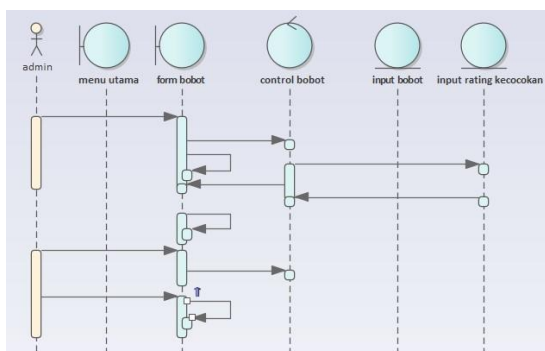 admin
menu utama
form bobot
control bobot
input bobot
input rating kecocokan